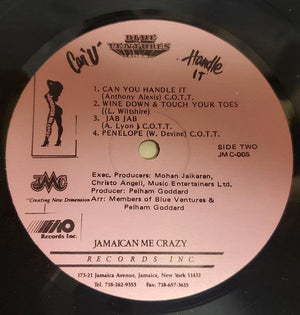 BLUE
VENTURES
Can 'U'
Handle
IT
1. CAN YOU HANDLE IT
(Anthony Alexis) C.O.T.T.
2. WINE DOWN & TOUCH YOUR TOES
((L. Wiltshire)
3. JAB JAB
(A. Lyon) C.O.T.T.
4. PENELOPE (W. Devine) C.O.T.T.
SIDE TWO
JMC-005
JMC
"Creating New Dimension"
Records Inc.
Exec. Producers: Mohan Jaikaran,
Christo Angeli, Music Entertainers Ltd.
Producer: Pelham Goddard
Arr: Members of Blue Ventures &
Pelham Goddard
JAMAICAN ME CRAZY
RECORDS INC.
173-21 Jamaica Avenue, Jamaica, New York 11432
Tel. 718-262-9353 Fax: 718-657-3615